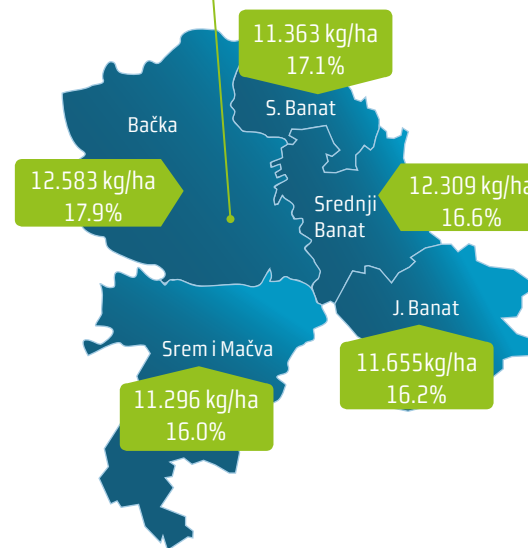 11.363 kg/ha
17.1%
S. Banat
Bačka
12.583 kg/ha
17.9%
Srednji
Banat
12.309 kg/ha
16.6%
J. Banat
11.655kg/ha
16.2%
Srem i Mačva
11.296 kg/ha
16.0%